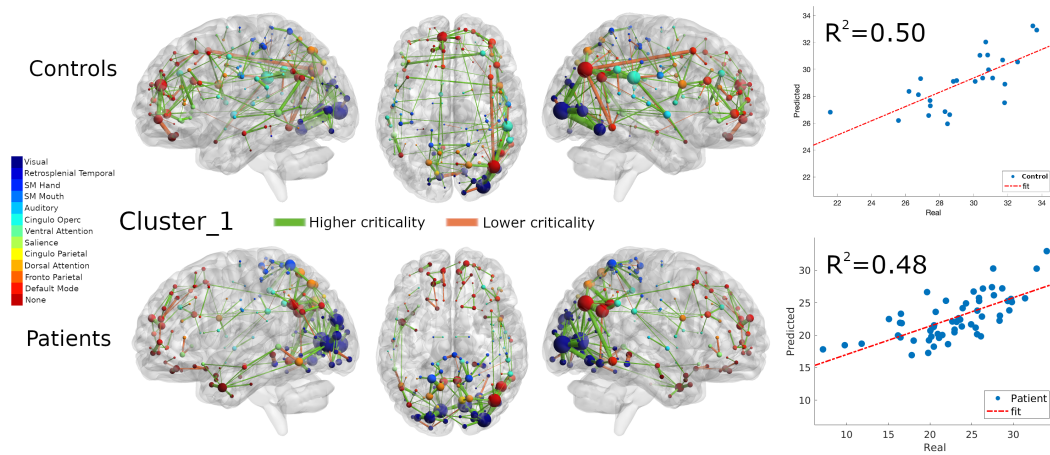 Controls
R²=0.50
34
32
30
28
26
24
22
Predicted
22
24
26
28
30
32
34
Real
Control
fit
Visual
Retrosplenial Temporal
SM Hand
SM Mouth
Auditory
Cingulo Operc
Ventral Attention
Salience
Cingulo Parietal
Dorsal Attention
Fronto Parietal
Default Mode
None
Cluster_1
Higher criticality
Lower criticality
Patients
R²=0.48
30
25
20
15
10
Predicted
10
15
20
25
30
Real
Patient
fit